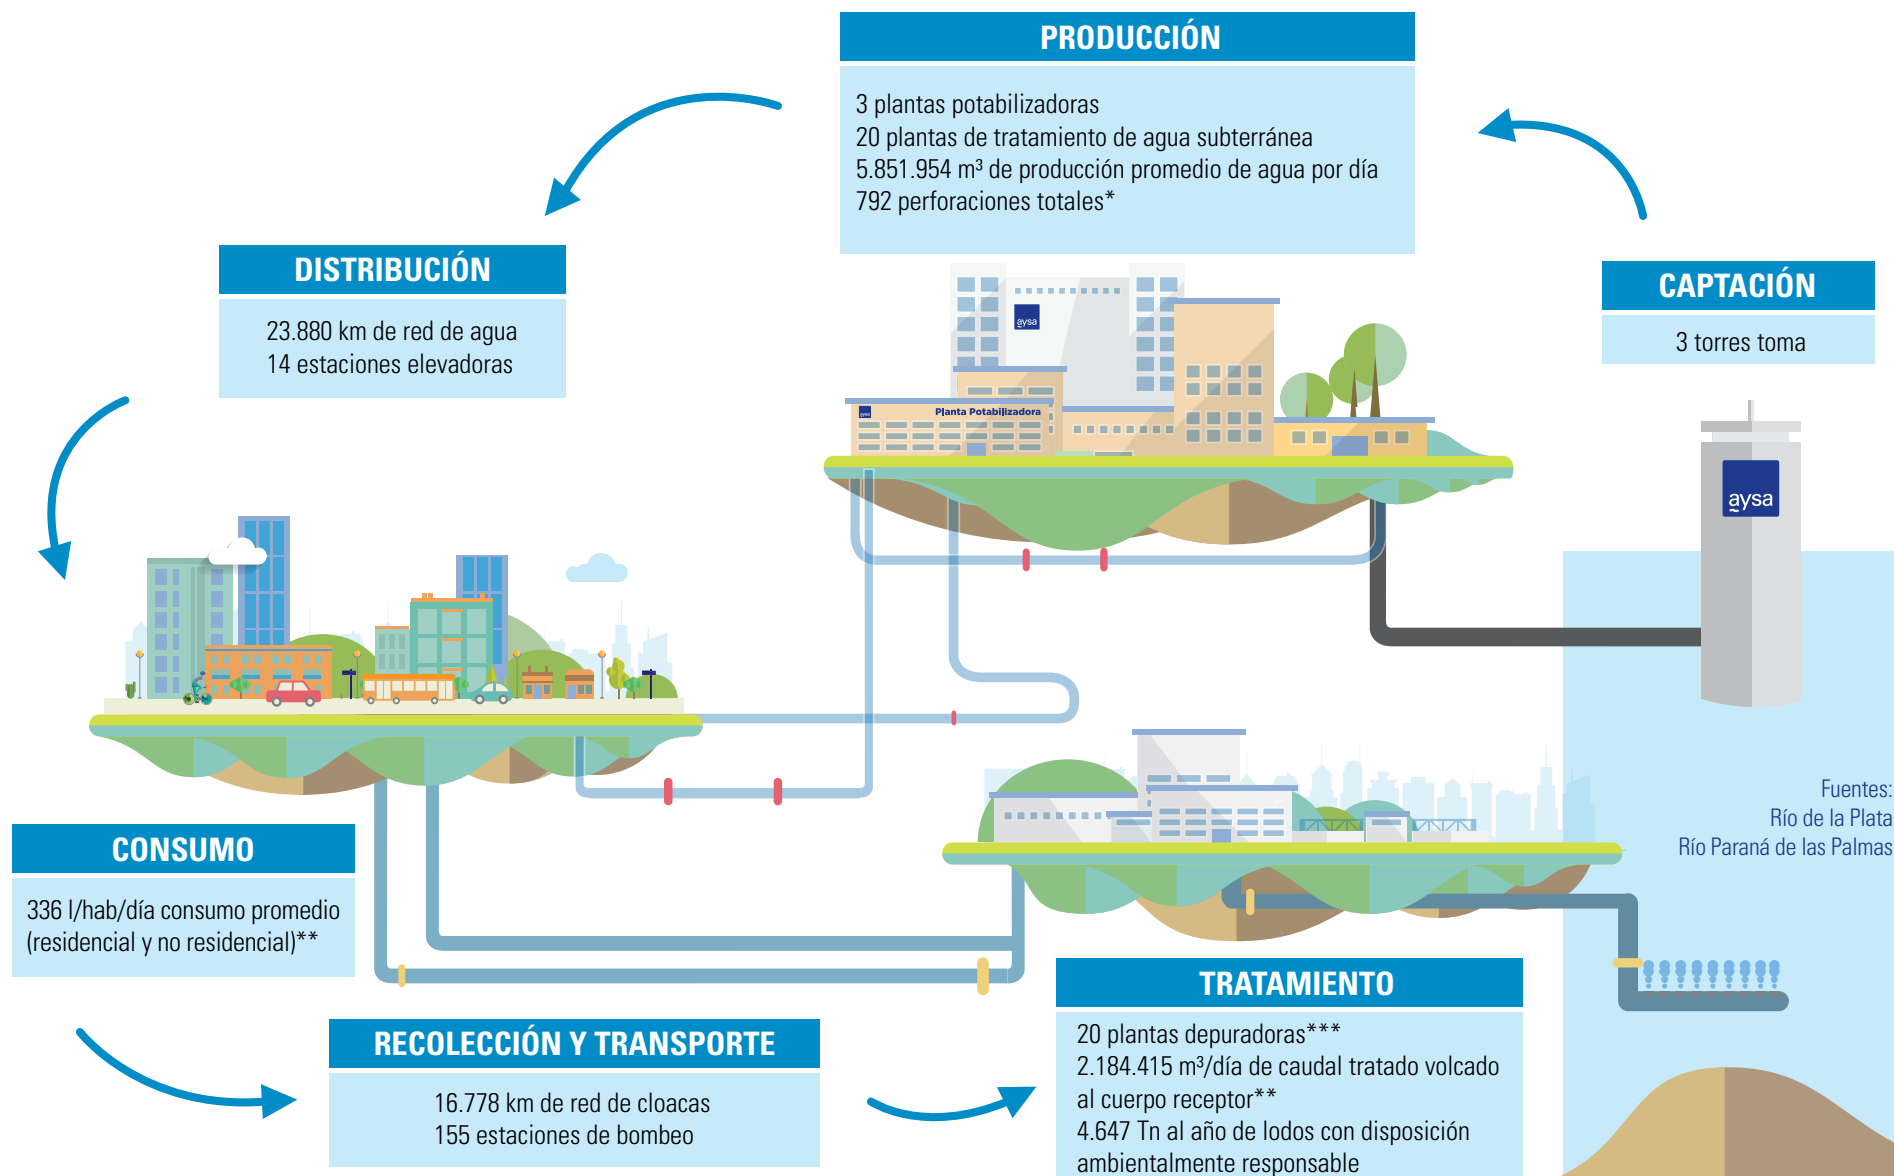 PRODUCCIÓN
3 plantas potabilizadoras
20 plantas de tratamiento de agua subterránea
5.851.954 m³ de producción promedio de agua por día
792 perforaciones totales*
DISTRIBUCIÓN
23.880 km de red de agua
14 estaciones elevadoras
CAPTACIÓN
3 torres toma
aysa
aysa
Planta Potabilizadora
aysa
Fuentes:
Río de la Plata
Río Paraná de las Palmas
CONSUMO
336 l/hab/día consumo promedio
(residencial y no residencial)**
RECOLECCIÓN Y TRANSPORTE
16.778 km de red de cloacas
155 estaciones de bombeo
TRATAMIENTO
20 plantas depuradoras***
2.184.415 m³/día de caudal tratado volcado
al cuerpo receptor**
4.647 Tn al año de lodos con disposición
ambientalmente responsable